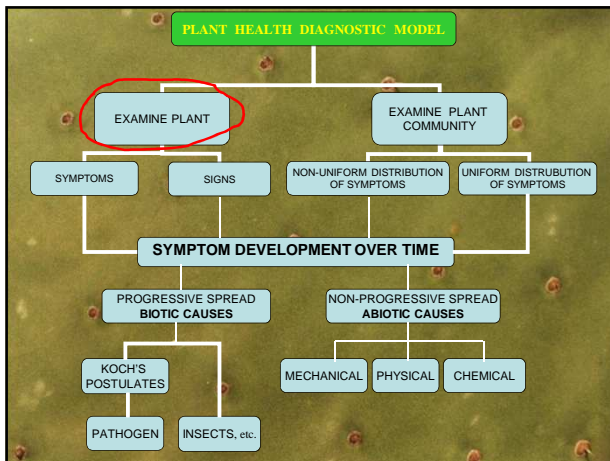 PLANT HEALTH DIAGNOSTIC MODEL
EXAMINE PLANT
EXAMINE PLANT
COMMUNITY
SYMPTOMS
SIGNS
NON-UNIFORM DISTRIBUTION
OF SYMPTOMS
UNIFORM DISTRUBUTION
OF SYMPTOMS
SYMPTOM DEVELOPMENT OVER TIME
PROGRESSIVE SPREAD
BIOTIC CAUSES
NON-PROGRESSIVE SPREAD
ABIOTIC CAUSES
KOCH'S
POSTULATES
MECHANICAL
PHYSICAL
CHEMICAL
PATHOGEN
INSECTS, etc.